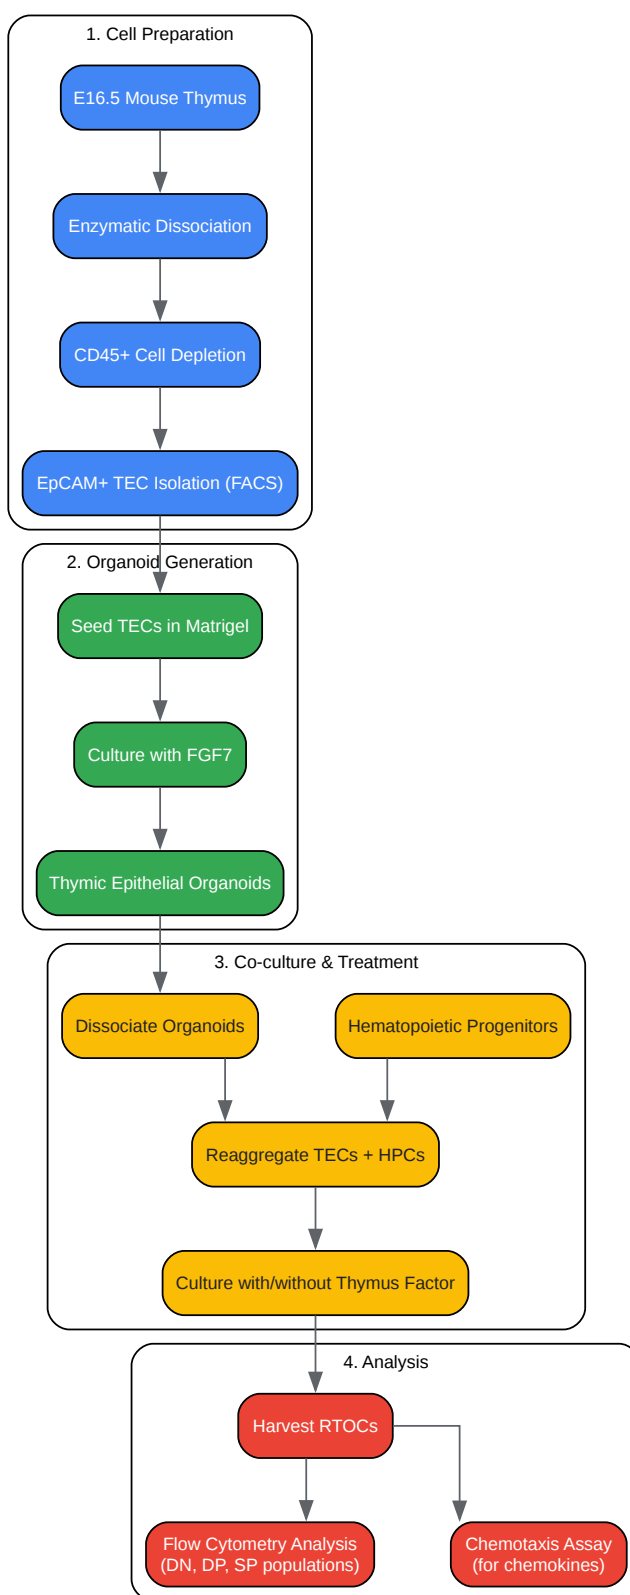 1. Cell Preparation
E16.5 Mouse Thymus
Enzymatic Dissociation
CD45+ Cell Depletion
EpCAM+ TEC Isolation (FACS)
2. Organoid Generation
Seed TECs in Matrigel
Culture with FGF7
Thymic Epithelial Organoids
3. Co-culture & Treatment
Dissociate Organoids
Hematopoietic Progenitors
Reaggregate TECs + HPCs
Culture with/without Thymus Factor
4. Analysis
Harvest RTOCs
Flow Cytometry Analysis
(DN, DP, SP populations)
Chemotaxis Assay
(for chemokines)